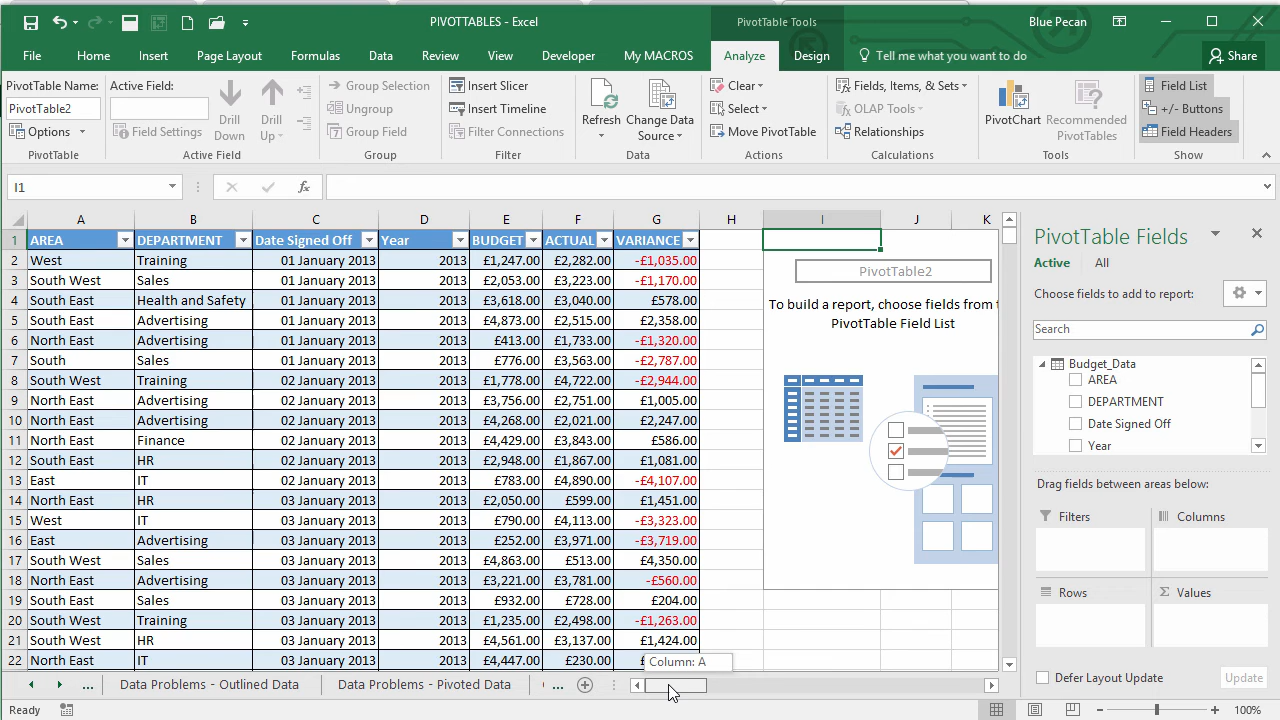 PIVOTTABLES - Excel
PivotTable Tools
Blue Pecan
File Home Insert Page Layout Formulas Data Review View Developer My MACROS Analyze Design Tell me what you want to do Share
PivotTable Name: Active Field: Group Selection Insert Slicer Clear Fields, Items, & Sets Field List
PivotTable2 Drill Down Drill Up Ungroup Insert Timeline Refresh Change Data Source Select OLAP Tools PivotChart Recommended PivotTables +/- Buttons
Options Field Settings Group Field Filter Connections Move PivotTable Relationships Field Headers
PivotTable Active Field Group Filter Data Actions Calculations Tools Show
I1 fx
A B C D E F G H I J K
1 AREA DEPARTMENT Date Signed Off Year BUDGET ACTUAL VARIANCE
2 West Training 01 January 2013 2013 £1,247.00 £2,282.00 -£1,035.00
3 South West Sales 01 January 2013 2013 £2,053.00 £3,223.00 -£1,170.00
4 South East Health and Safety 01 January 2013 2013 £3,618.00 £3,040.00 £578.00
5 South East Advertising 01 January 2013 2013 £4,873.00 £2,515.00 £2,358.00
6 North East Advertising 01 January 2013 2013 £413.00 £1,733.00 -£1,320.00
7 South Sales 01 January 2013 2013 £776.00 £3,563.00 -£2,787.00
8 South West Training 02 January 2013 2013 £1,778.00 £4,722.00 -£2,944.00
9 North East Advertising 02 January 2013 2013 £3,756.00 £2,751.00 £1,005.00
10 North East Advertising 02 January 2013 2013 £4,268.00 £2,021.00 £2,247.00
11 North East Finance 02 January 2013 2013 £4,429.00 £3,843.00 £586.00
12 South East HR 02 January 2013 2013 £2,948.00 £1,867.00 £1,081.00
13 East IT 02 January 2013 2013 £783.00 £4,890.00 -£4,107.00
14 North East HR 03 January 2013 2013 £2,050.00 £599.00 £1,451.00
15 West IT 03 January 2013 2013 £790.00 £4,113.00 -£3,323.00
16 East Advertising 03 January 2013 2013 £252.00 £3,971.00 -£3,719.00
17 South West Sales 03 January 2013 2013 £4,863.00 £513.00 £4,350.00
18 North East Advertising 03 January 2013 2013 £3,221.00 £3,781.00 -£560.00
19 South East Sales 03 January 2013 2013 £932.00 £728.00 £204.00
20 South West Training 03 January 2013 2013 £1,235.00 £2,498.00 -£1,263.00
21 South West HR 03 January 2013 2013 £4,561.00 £3,137.00 £1,424.00
22 North East IT 03 January 2013 2013 £4,447.00 £230.00
Column: A
PivotTable2
To build a report, choose fields from
PivotTable Field List
PivotTable Fields
Active All
Choose fields to add to report:
Search
Budget_Data
AREA
DEPARTMENT
Date Signed Off
Year
Drag fields between areas below:
Filters Columns
Rows Σ Values
Defer Layout Update Update
... Data Problems - Outlined Data Data Problems - Pivoted Data ...
Ready 100%